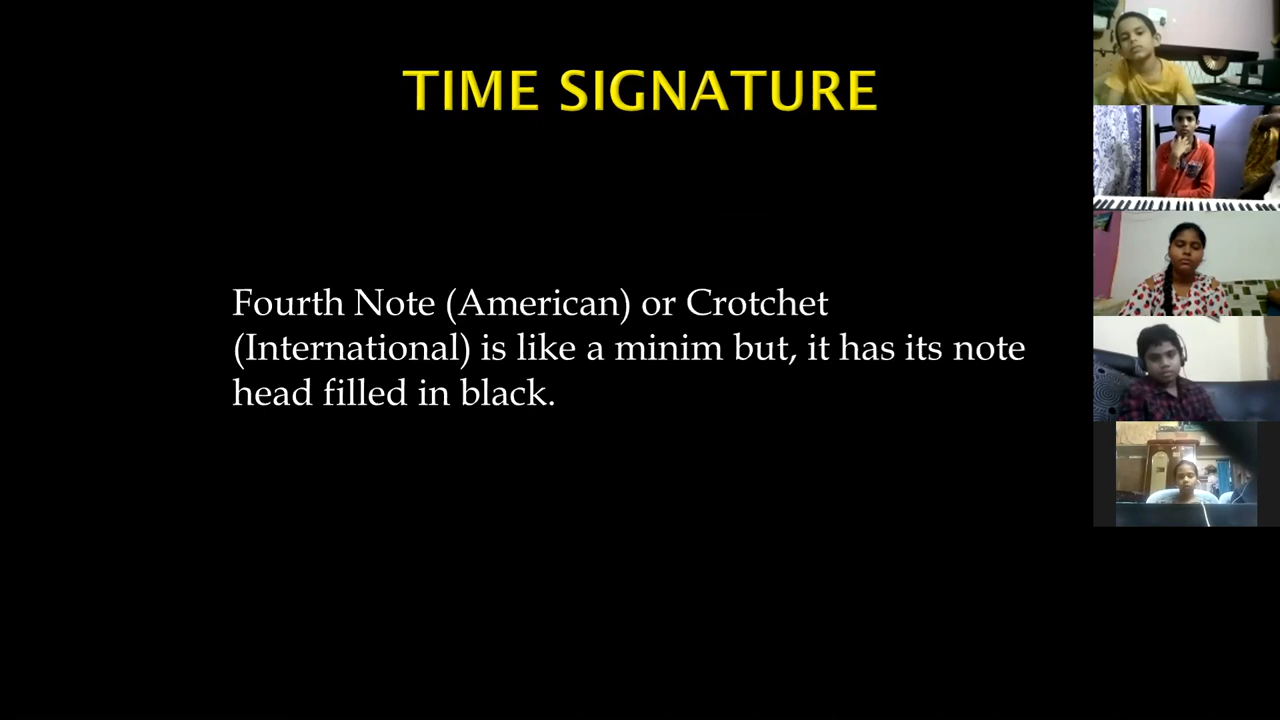 TIME SIGNATURE
Fourth Note (American) or Crotchet
(International) is like a minim but, it has its note
head filled in black.